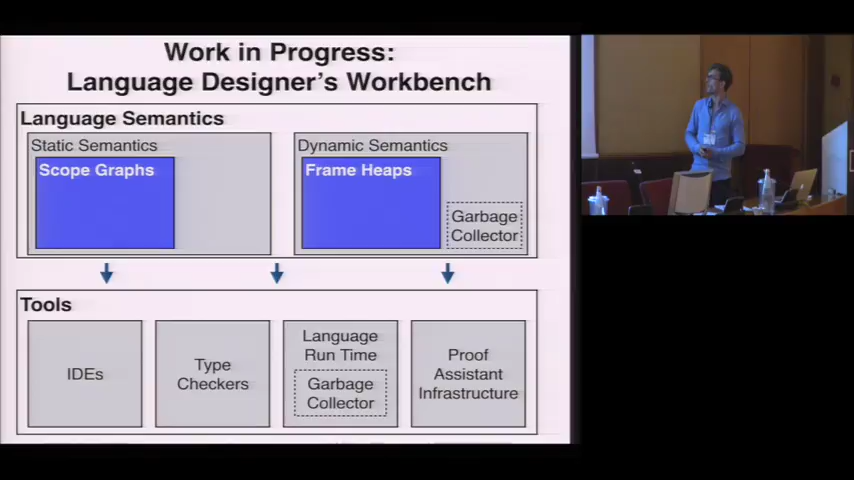 Work in Progress:
Language Designer's Workbench
Language Semantics
Static Semantics
Scope Graphs
Dynamic Semantics
Frame Heaps
Garbage
Collector
Tools
IDEs
Type
Checkers
Language
Run Time
Garbage
Collector
Proof
Assistant
Infrastructure